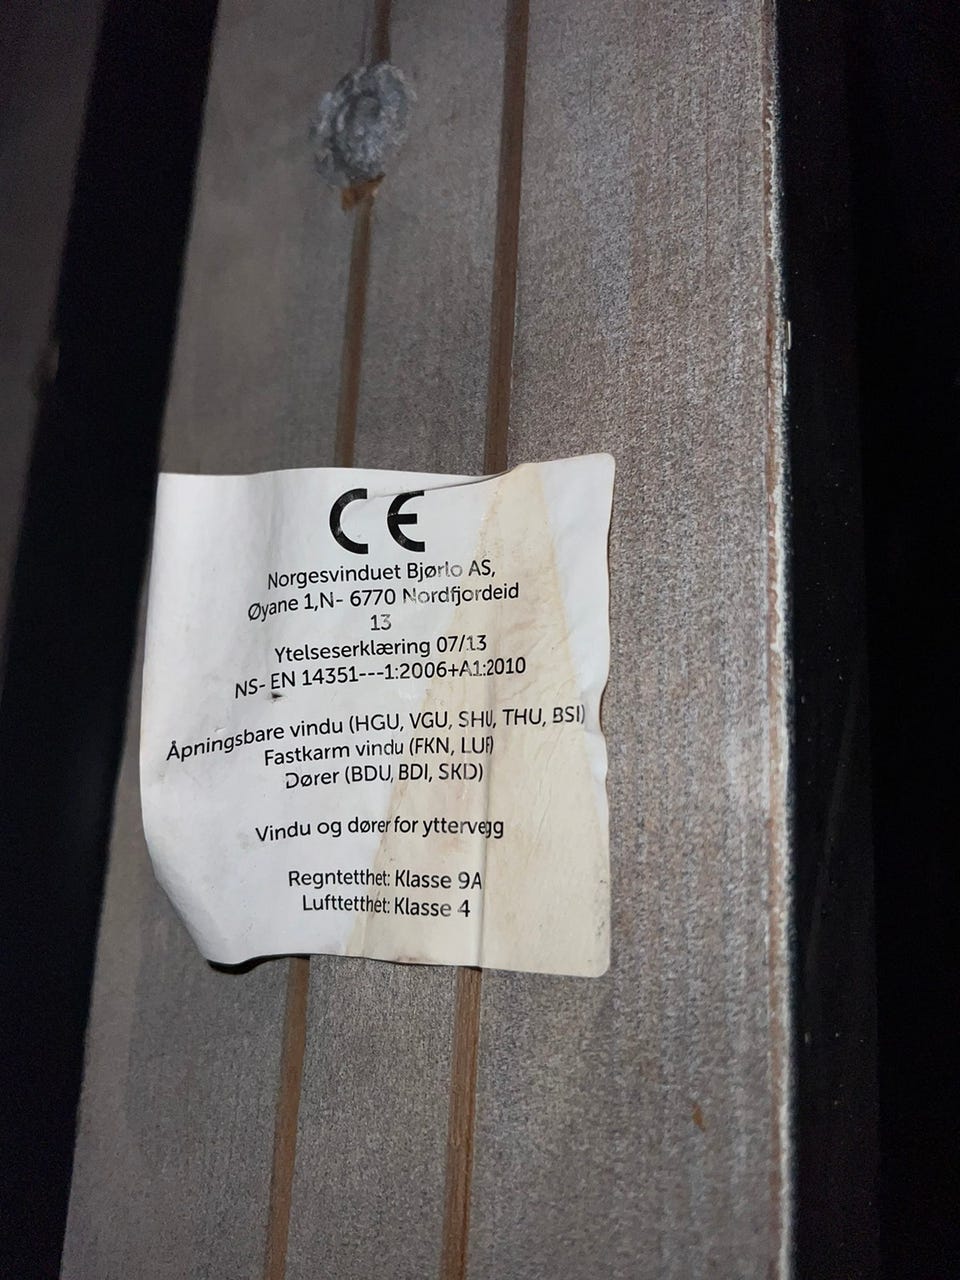 CE
Norgesvinduet Bjørlo AS,
Øyane 1,N- 6770 Nordfjordeid
13
Ytelseserklæring 07/13
NS- EN 14351---1:2006+A1:2010
Åpningsbare vindu (HGU, VGU, SHU, THU, BSI)
Fastkarm vindu (FKN, LUF)
Dører (BDU, BDI, SKD)
Vindu og dører for yttervegg
Regntetthet: Klasse 9A
Lufttetthet: Klasse 4